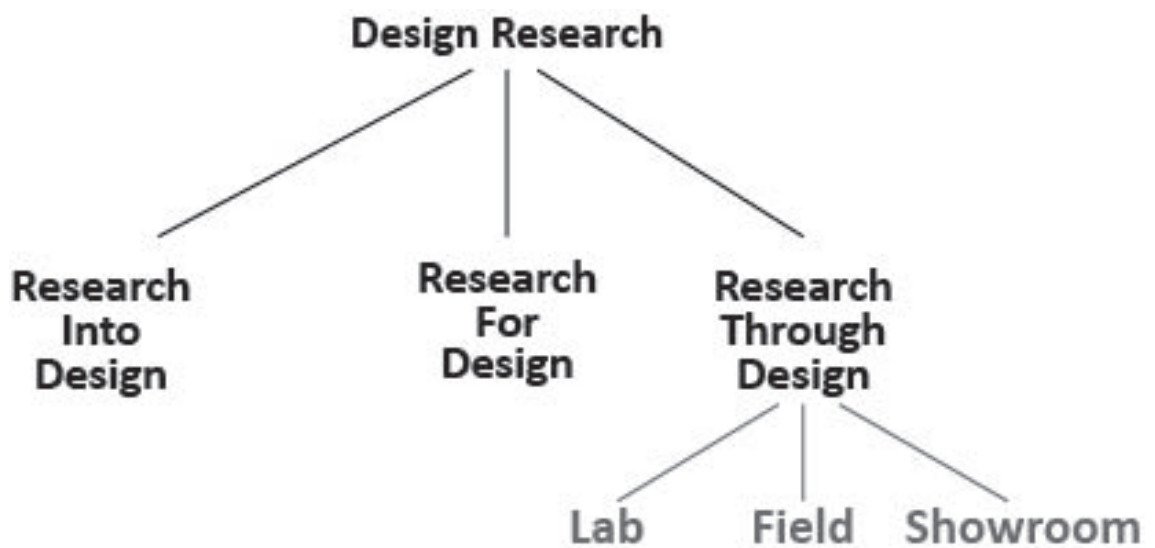 Design Research
Research
Into
Design
Research
For
Design
Research
Through
Design
Lab
Field
Showroom